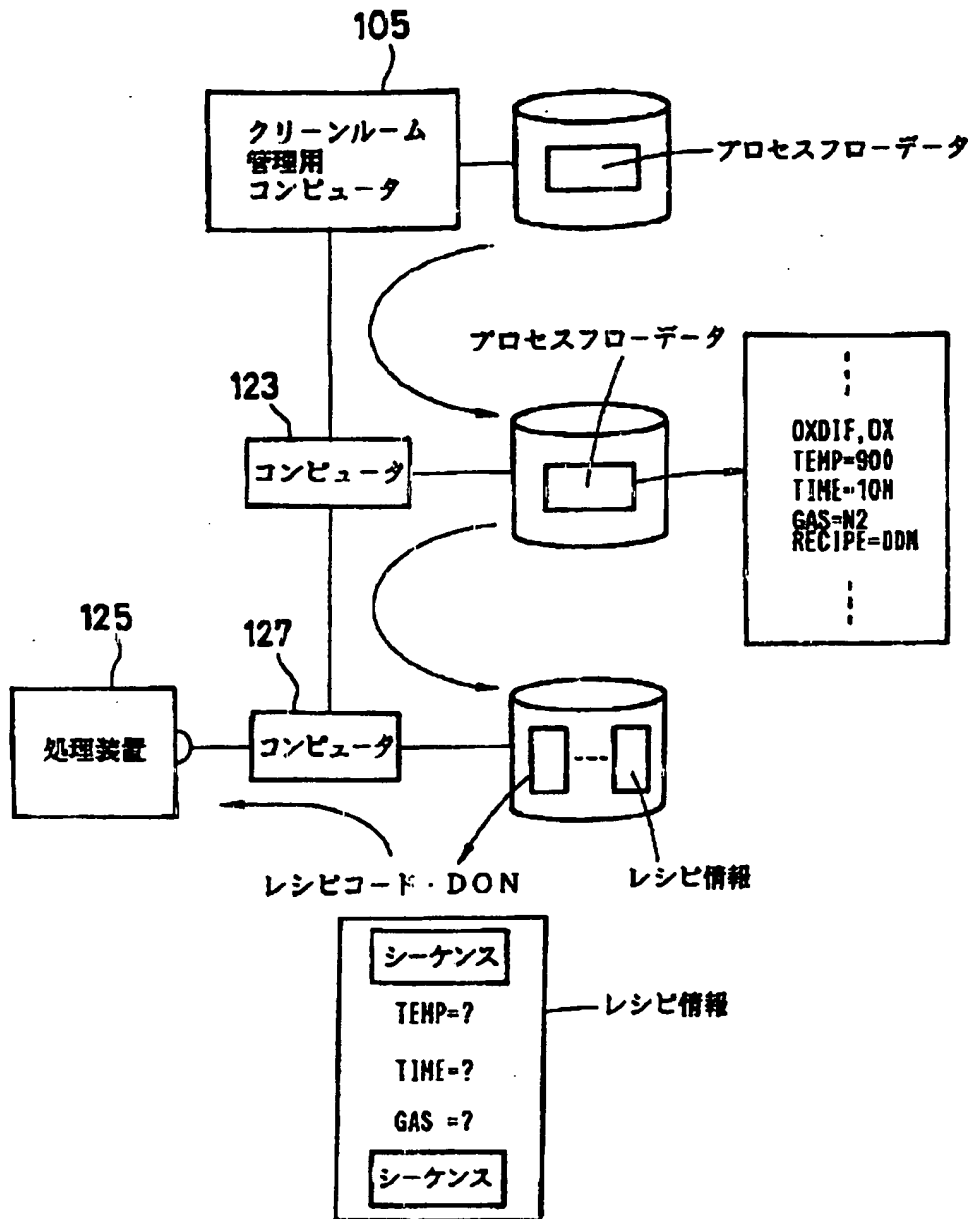 105
クリーンルーム
管理用
コンピュータ
プロセスフローデータ
プロセスフローデータ
123
コンピュータ
OXDIF,OX
TEMP=900
TIME=10M
GAS=N2
RECIPE=DDN
125
127
処理装置
コンピュータ
レシピコード・DON
レシピ情報
シーケンス
TEMP=?
TIME=?
GAS =?
シーケンス
レシピ情報